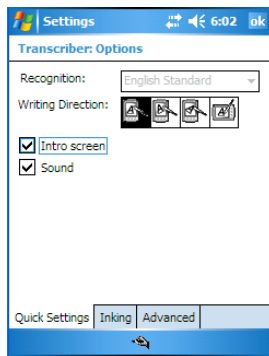 Settings 6:02 ok
Transcriber: Options
Recognition: English Standard
Writing Direction:
Intro screen
Sound
Quick Settings Inking Advanced